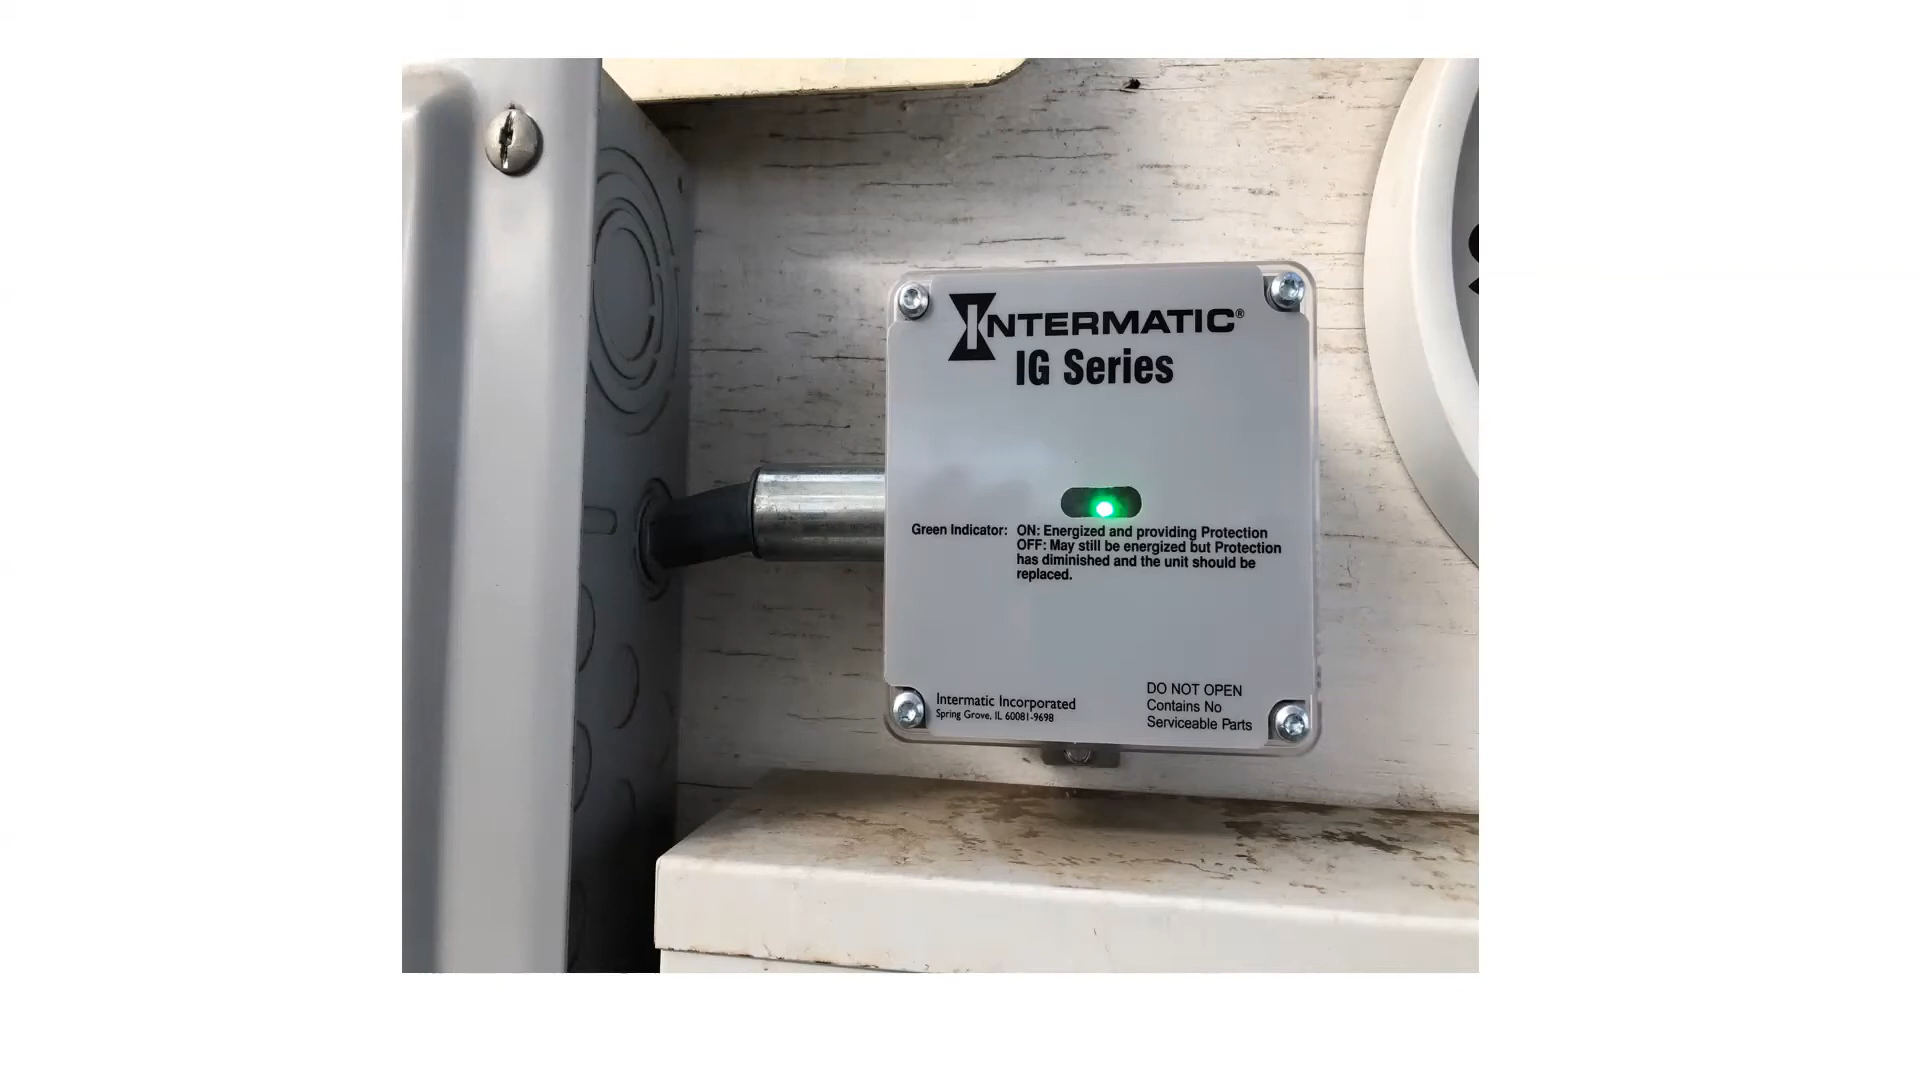 INTERMATIC®
IG Series
Green Indicator: ON: Energized and providing Protection
OFF: May still be energized but Protection
has diminished and the unit should be
replaced.
Intermatic Incorporated
Spring Grove, IL 60081-9698
DO NOT OPEN
Contains No
Serviceable Parts